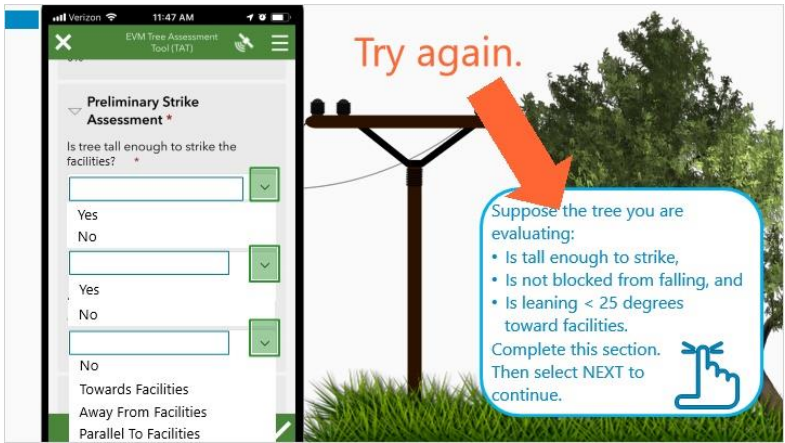 Verizon 11:47 AM
EVM Tree Assessment
Tool (TAT)
Preliminary Strike
Assessment *
Is tree tall enough to strike the
facilities? *
Yes
No
Yes
No
No
Towards Facilities
Away From Facilities
Parallel To Facilities
Try again.
Suppose the tree you are
evaluating:
• Is tall enough to strike,
• Is not blocked from falling, and
• Is leaning < 25 degrees
toward facilities.
Complete this section.
Then select NEXT to
continue.